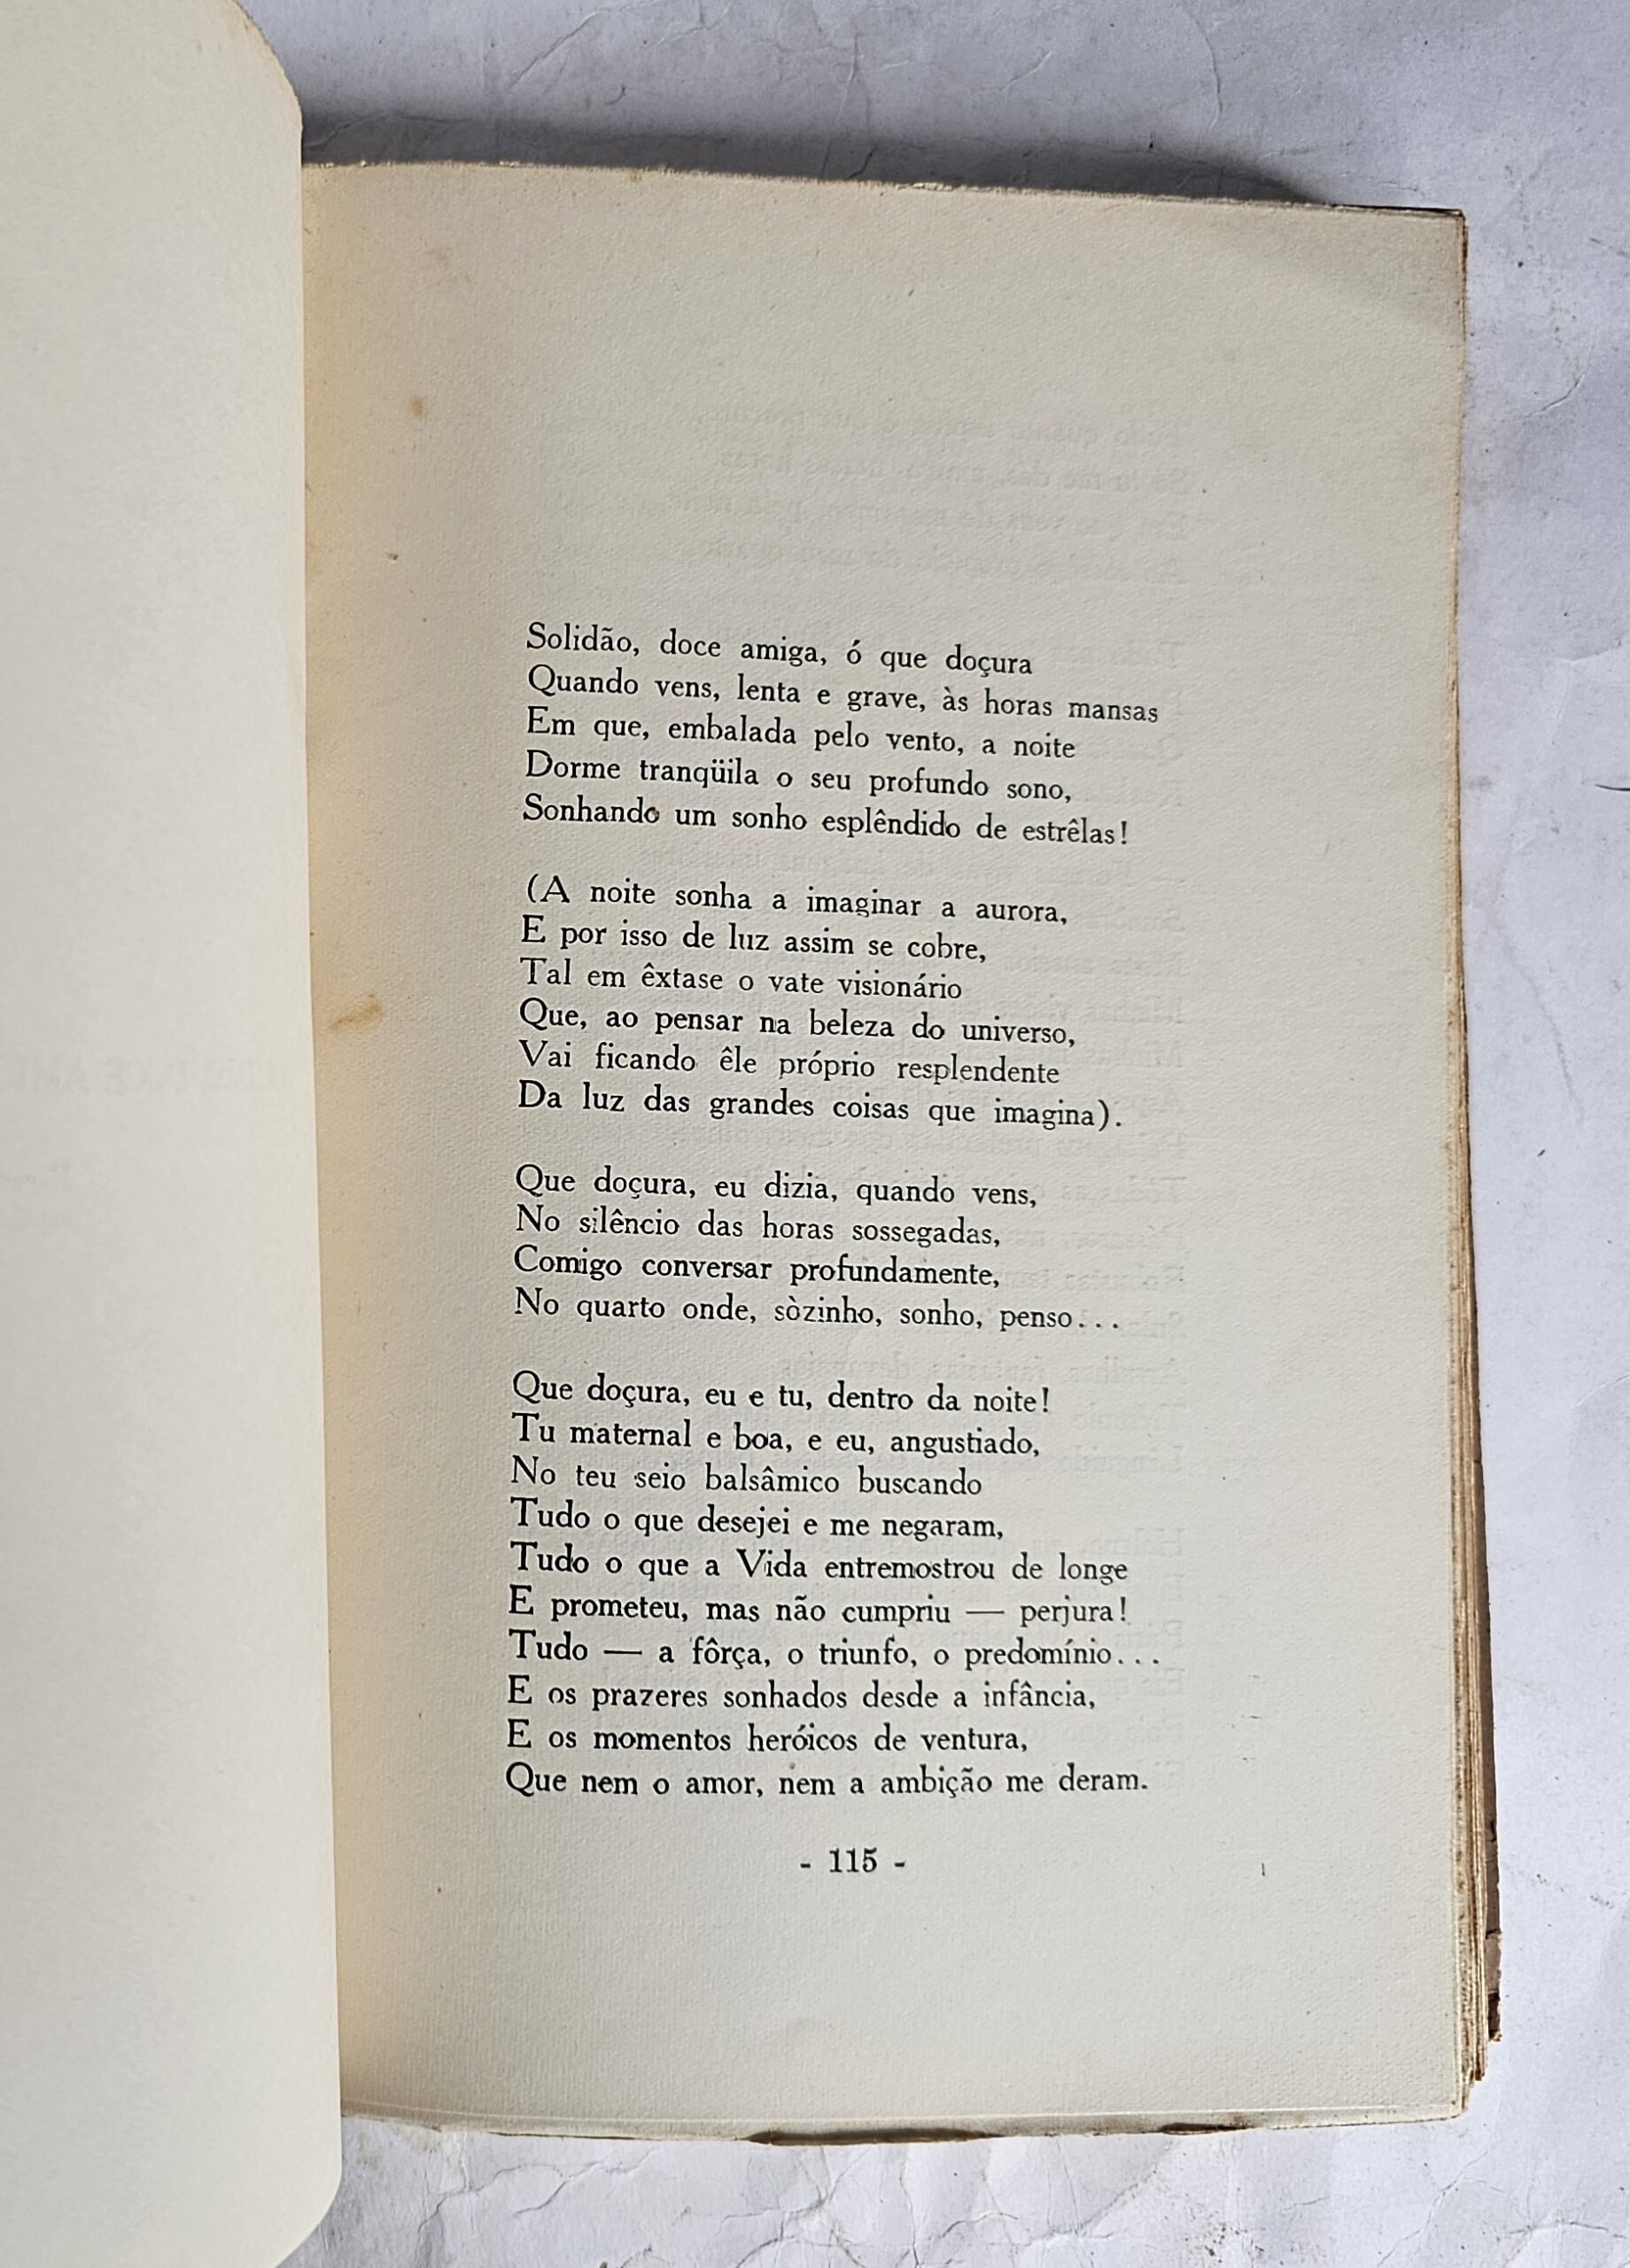 Solidão, doce amiga, ó que doçura
Quando vens, lenta e grave, às horas mansas
Em que, embalada pelo vento, a noite
Dorme tranqüila o seu profundo sono,
Sonhando um sonho esplêndido de estrêlas!
(A noite sonha a imaginar a aurora,
E por isso de luz assim se cobre,
Tal em êxtase o vate visionário
Que, ao pensar na beleza do universo,
Vai ficando êle próprio resplendente
Da luz das grandes coisas que imagina).
Que doçura, eu dizia, quando vens,
No silêncio das horas sossegadas,
Comigo conversar profundamente,
No quarto onde, sòzinho, sonho, penso...
Que doçura, eu e tu, dentro da noite!
Tu maternal e boa, e eu, angustiado,
No teu seio balsâmico buscando
Tudo o que desejei e me negaram,
Tudo o que a Vida entremostrou de longe
E prometeu, mas não cumpriu — perjura!
Tudo — a fôrça, o triunfo, o predomínio...
E os prazeres sonhados desde a infância,
E os momentos heróicos de ventura,
Que nem o amor, nem a ambição me deram.
- 115 -